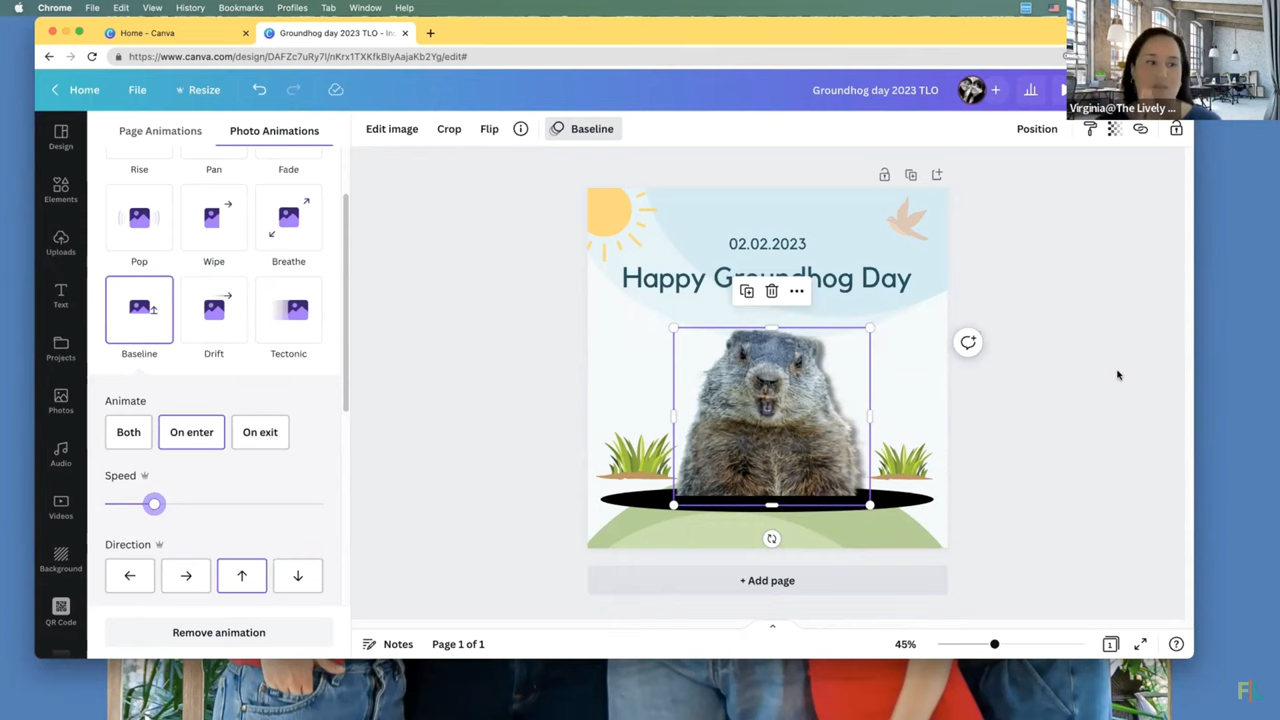 Chrome File Edit View History Bookmarks Profiles Tab Window Help
Home - Canva
Groundhog day 2023 TLO - Ins
https://www.canva.com/design/DAFZc7uRy7I/nKrx1TXKfkBlyAajaKb2Yg/edit#
Home File Resize
Groundhog day 2023 TLO
Virginia@The Lively ...
Design
Elements
Uploads
Text
Projects
Photos
Audio
Videos
Background
QR Code
Page Animations Photo Animations
Rise Pan Fade
Pop Wipe Breathe
Baseline Drift Tectonic
Animate
Both On enter On exit
Speed
Direction
Remove animation
Edit image Crop Flip Baseline
Position
02.02.2023
Happy Groundhog Day
+ Add page
Notes Page 1 of 1
45%
1